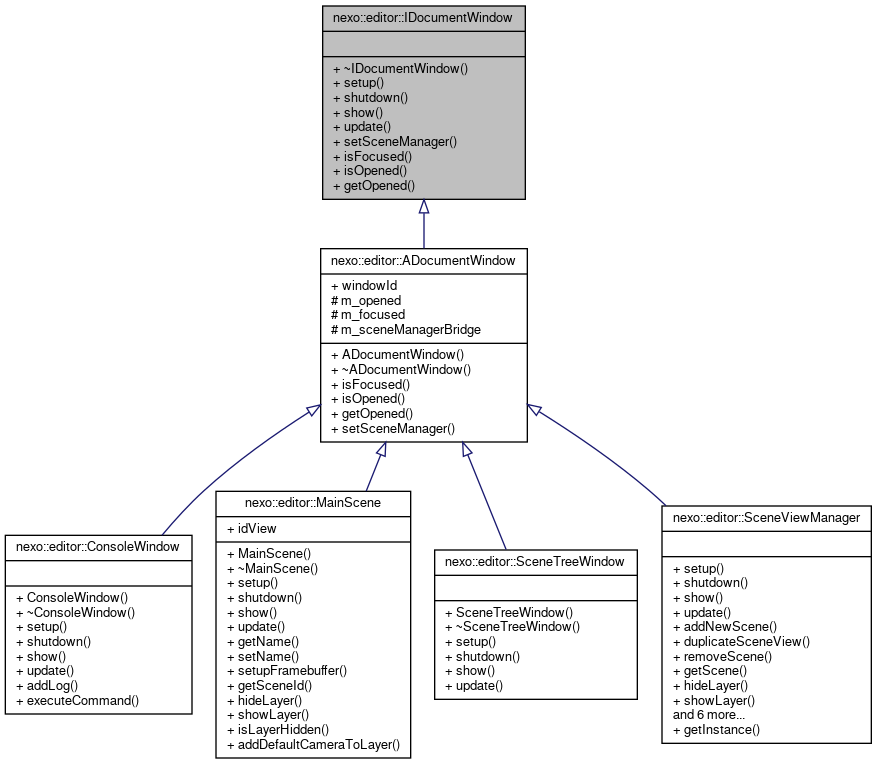 nexo::editor::IDocumentWindow
+ ~IDocumentWindow()
+ setup()
+ shutdown()
+ show()
+ update()
+ setSceneManager()
+ isFocused()
+ isOpened()
+ getOpened()
nexo::editor::ADocumentWindow
+ windowId
# m_opened
# m_focused
# m_sceneManagerBridge
+ ADocumentWindow()
+ ~ADocumentWindow()
+ isFocused()
+ isOpened()
+ getOpened()
+ setSceneManager()
nexo::editor::ConsoleWindow
+ ConsoleWindow()
+ ~ConsoleWindow()
+ setup()
+ shutdown()
+ show()
+ update()
+ addLog()
+ executeCommand()
nexo::editor::MainScene
+ idView
+ MainScene()
+ ~MainScene()
+ setup()
+ shutdown()
+ show()
+ update()
+ getName()
+ setName()
+ setupFramebuffer()
+ getSceneId()
+ hideLayer()
+ showLayer()
+ isLayerHidden()
+ addDefaultCameraToLayer()
nexo::editor::SceneTreeWindow
+ SceneTreeWindow()
+ ~SceneTreeWindow()
+ setup()
+ shutdown()
+ show()
+ update()
nexo::editor::SceneViewManager
+ setup()
+ shutdown()
+ show()
+ update()
+ addNewScene()
+ duplicateSceneView()
+ removeScene()
+ getScene()
+ hideLayer()
+ showLayer()
and 6 more...
+ getInstance()